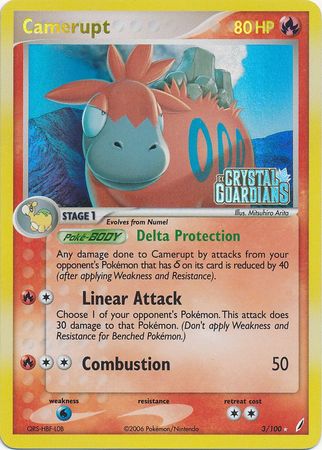 Camerupt 80 HP
EX
CRYSTAL
GUARDIANS
Illus. Mitsuhiro Arita
STAGE 1 Evolves from Numel
Poké-BODY Delta Protection
Any damage done to Camerupt by attacks from your
opponent's Pokémon that has δ on its card is reduced by 40
(after applying Weakness and Resistance).
Linear Attack
Choose 1 of your opponent's Pokémon. This attack does
30 damage to that Pokémon. (Don't apply Weakness and
Resistance for Benched Pokémon.)
Combustion 50
weakness resistance retreat cost
QRS-HBF-L0B ©2006 Pokémon/Nintendo 3/100 ★